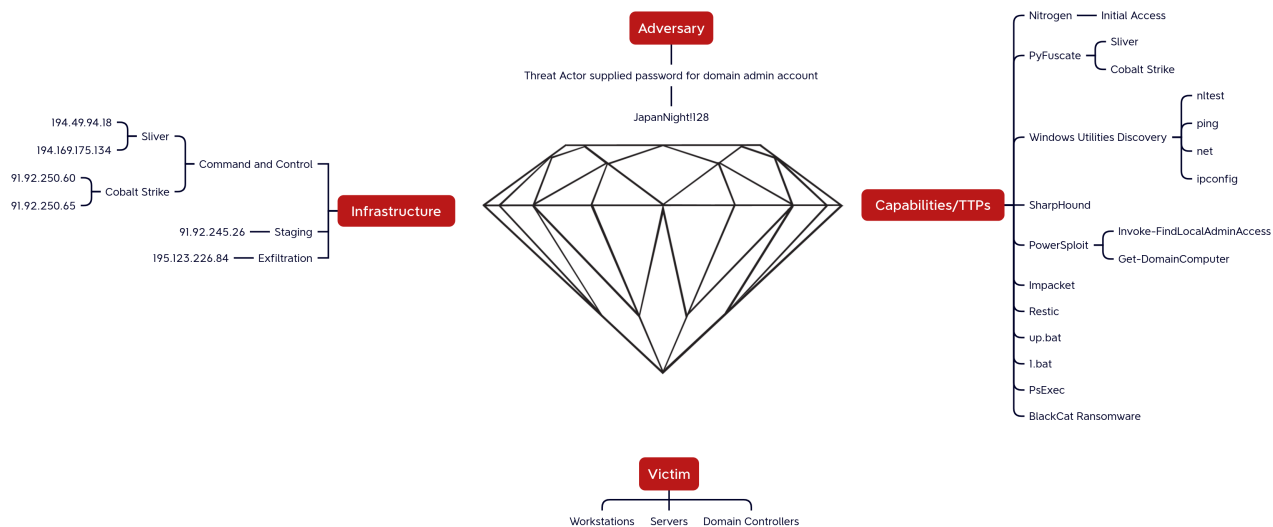 Adversary
Threat Actor supplied password for domain admin account
JapanNight!128
Infrastructure
Command and Control
Sliver
194.49.94.18
194.169.175.134
Cobalt Strike
91.92.250.60
91.92.250.65
Staging
91.92.245.26
Exfiltration
195.123.226.84
Capabilities/TTPs
Nitrogen
Initial Access
PyFuscate
Sliver
Cobalt Strike
Windows Utilities Discovery
nltest
ping
net
ipconfig
SharpHound
PowerSploit
Invoke-FindLocalAdminAccess
Get-DomainComputer
Impacket
Restic
up.bat
1.bat
PsExec
BlackCat Ransomware
Victim
Workstations
Servers
Domain Controllers